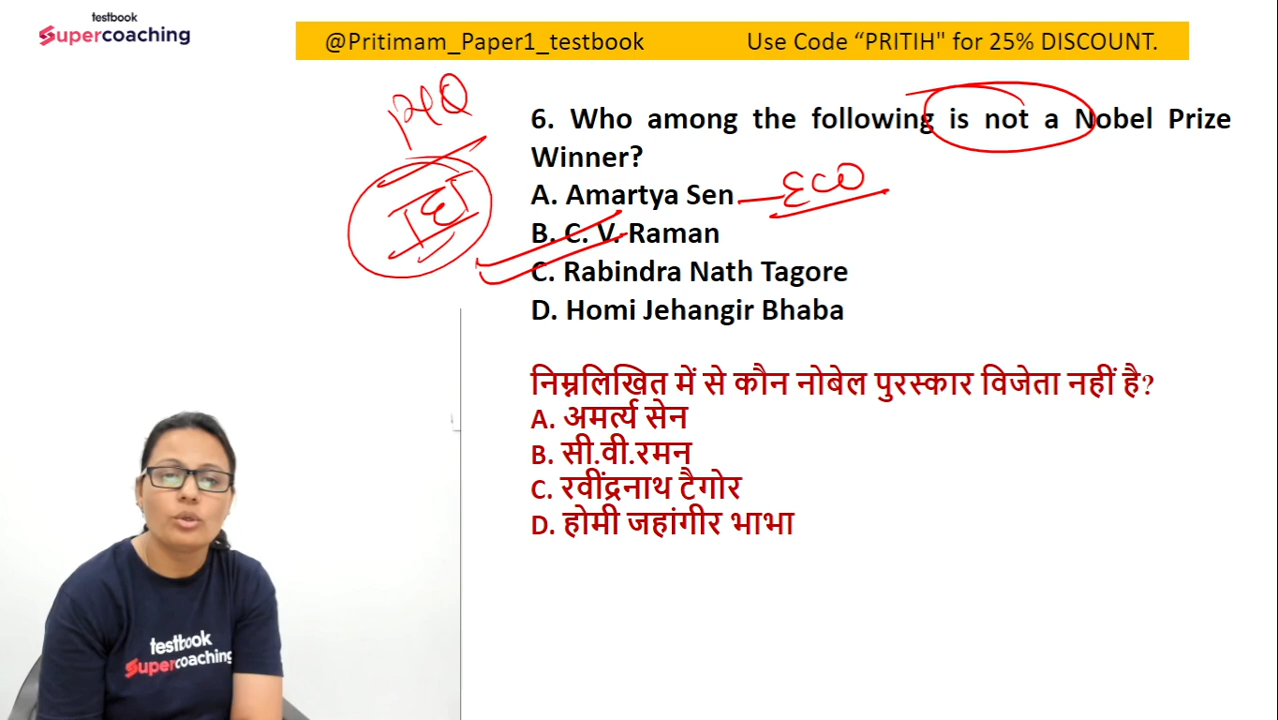 testbook
Supercoaching
@Pritimam_Paper1_testbook Use Code “PRITIH" for 25% DISCOUNT.
PYQ
6. Who among the following is not a Nobel Prize
Winner?
A. Amartya Sen ECO
B. C. V. Raman
C. Rabindra Nath Tagore
D. Homi Jehangir Bhaba
निम्नलिखित में से कौन नोबेल पुरस्कार विजेता नहीं है?
A. अमर्त्य सेन
B. सी.वी.रमन
C. रवींद्रनाथ टैगोर
D. होमी जहांगीर भाभा
testbook
Supercoaching